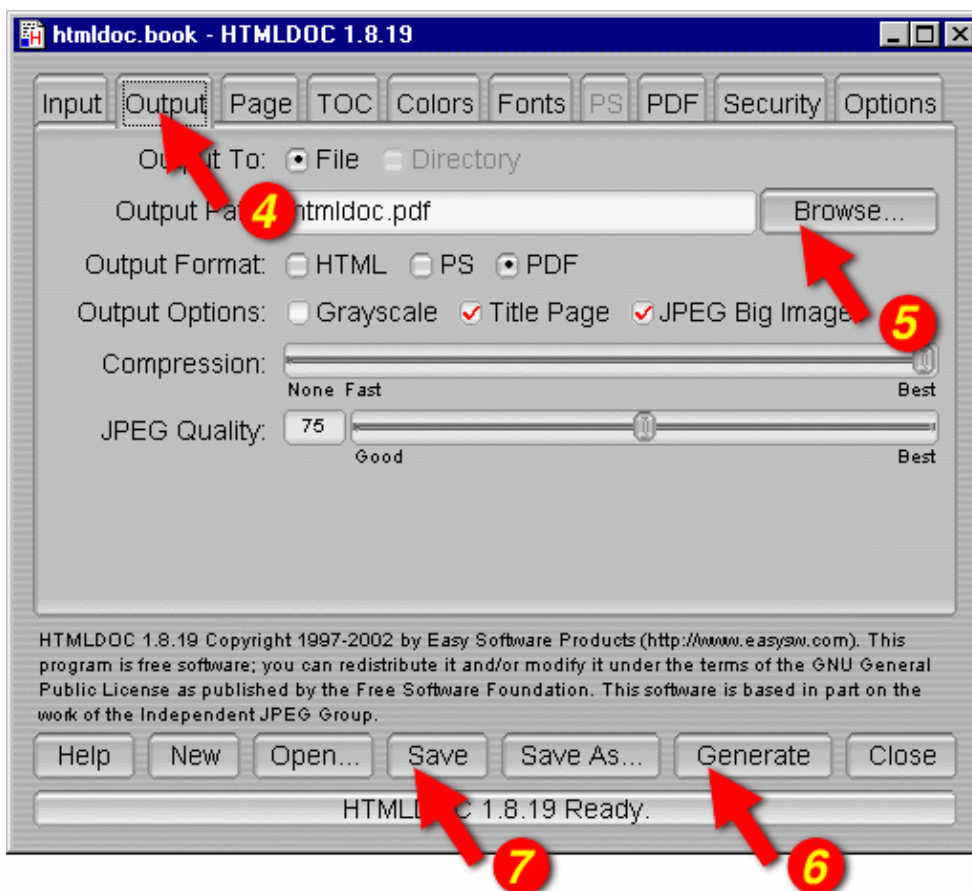 htmldoc.book - HTMLDOC 1.8.19
Input Output Page TOC Colors Fonts PS PDF Security Options
Output To: File Directory
4
Output htmldoc.pdf Browse...
Output Format: HTML PS PDF
Output Options: Grayscale Title Page JPEG Big Image
5
Compression:
None Fast Best
JPEG Quality: 75
Good Best
HTMLDOC 1.8.19 Copyright 1997-2002 by Easy Software Products (http://www.easysw.com). This
program is free software; you can redistribute it and/or modify it under the terms of the GNU General
Public License as published by the Free Software Foundation. This software is based in part on the
work of the Independent JPEG Group.
Help New Open... Save Save As... Generate Close
HTMLDOC 1.8.19 Ready.
7 6